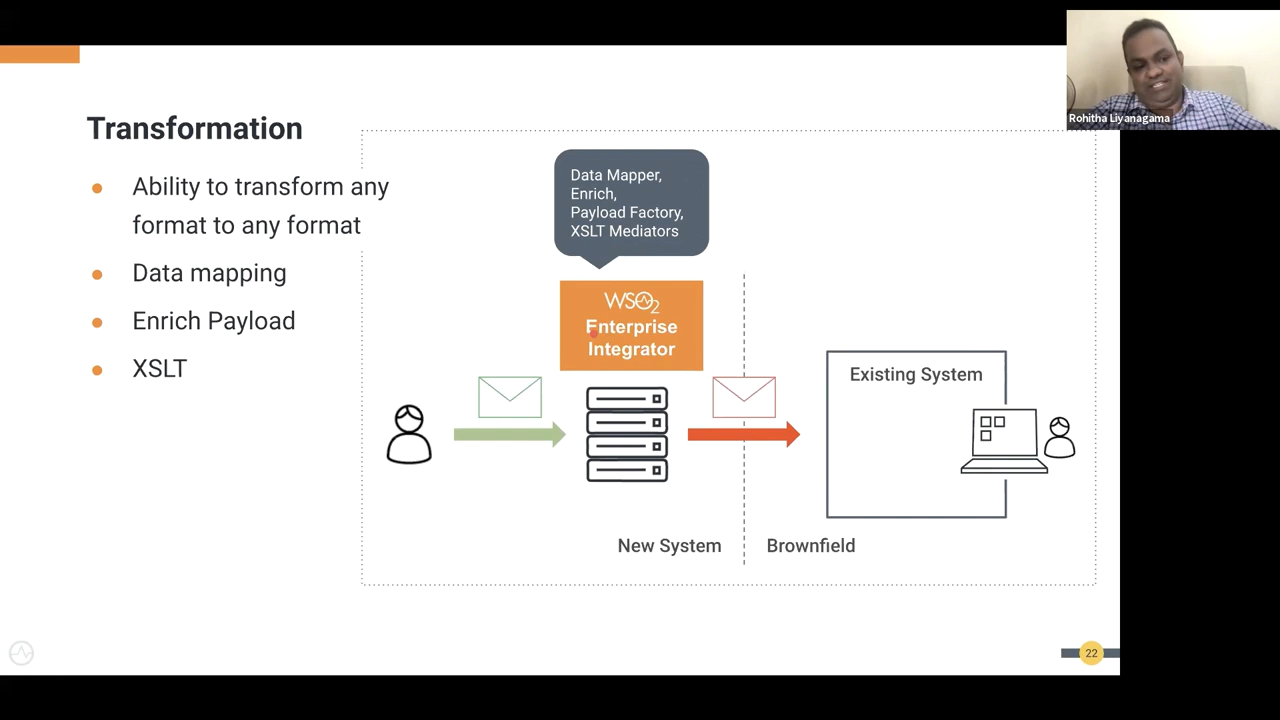 Rohitha Liyanagama
Transformation
Ability to transform any
format to any format
Data mapping
Enrich Payload
XSLT
Data Mapper,
Enrich,
Payload Factory,
XSLT Mediators
WSO2
Enterprise
Integrator
Existing System
New System
Brownfield
22